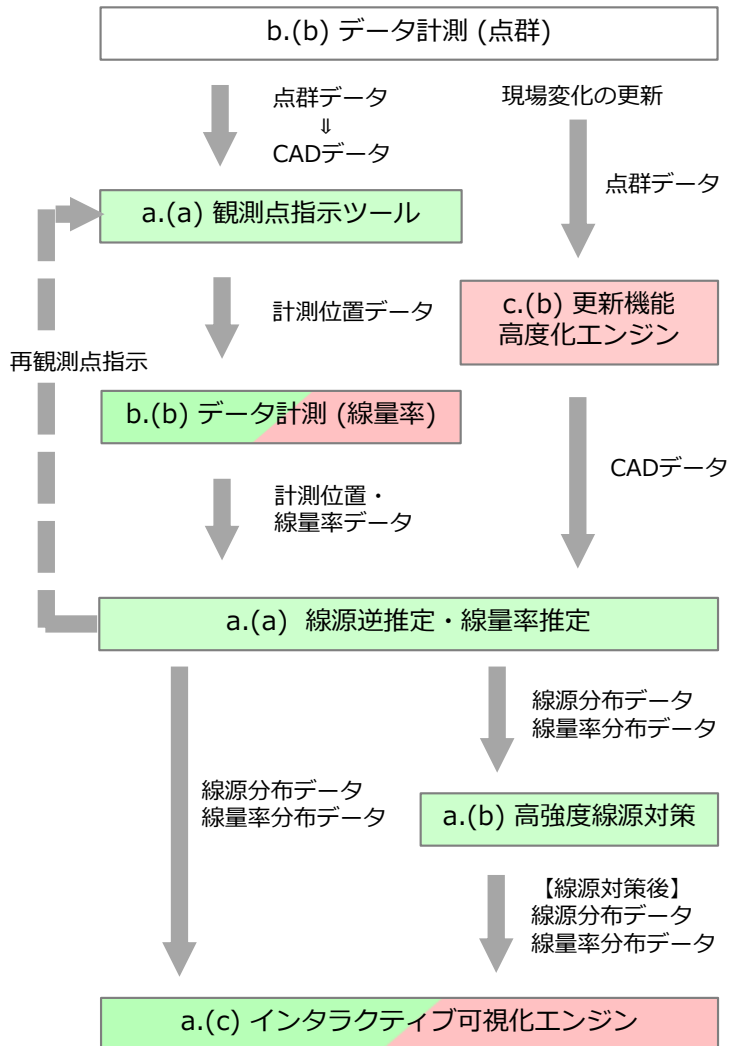 b.(b) データ計測 (点群)
点群データ
⇓
CADデータ
現場変化の更新
点群データ
a.(a) 観測点指示ツール
計測位置データ
c.(b) 更新機能
高度化エンジン
再観測点指示
b.(b) データ計測 (線量率)
計測位置・
線量率データ
CADデータ
a.(a) 線源逆推定・線量率推定
線源分布データ
線量率分布データ
線源分布データ
線量率分布データ
a.(b) 高強度線源対策
【線源対策後】
線源分布データ
線量率分布データ
a.(c) インタラクティブ可視化エンジン